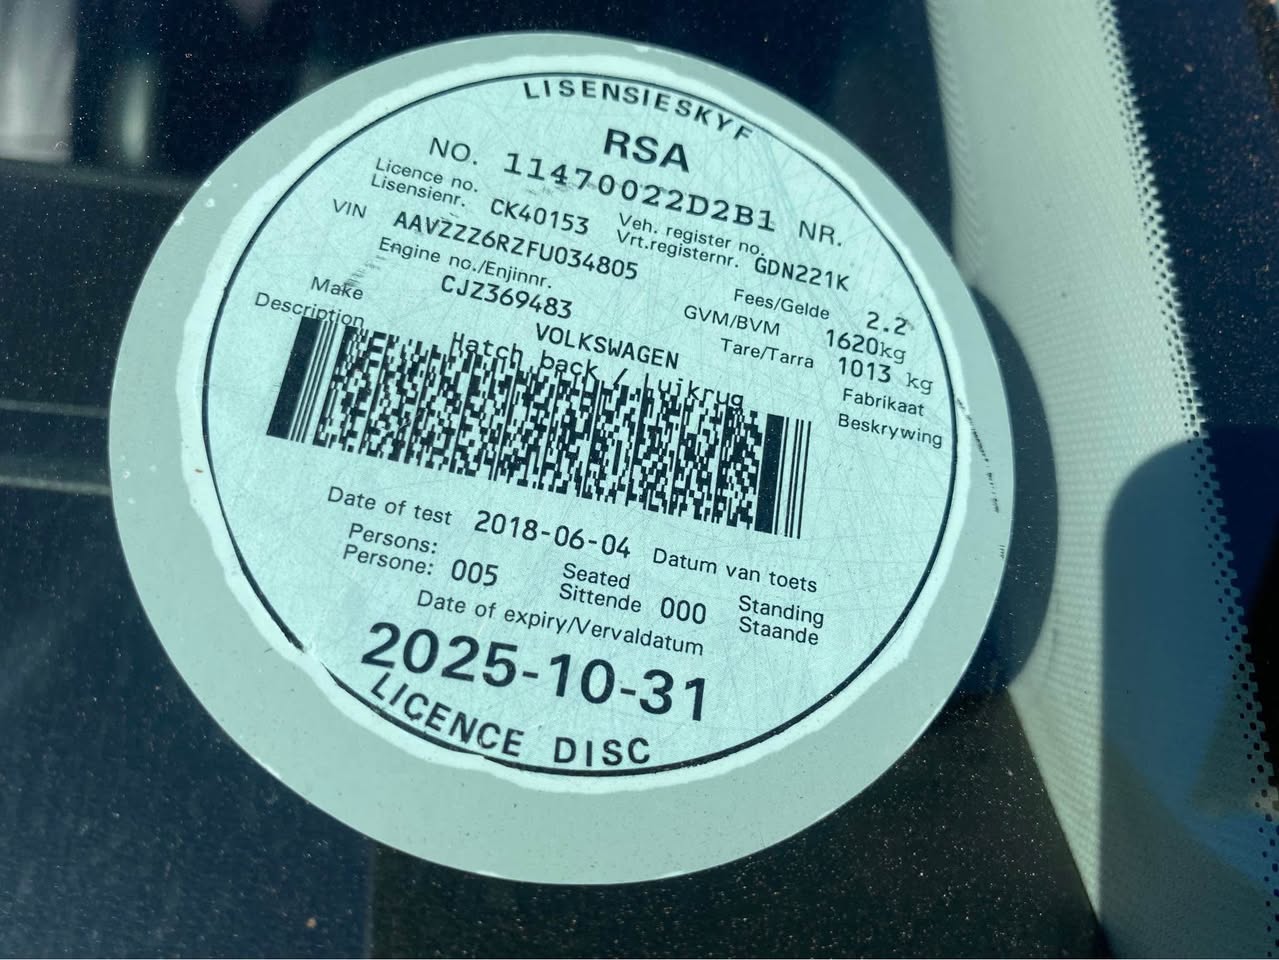 LISENSIESKYF
RSA
NO. 11470022D2B1 NR.
Licence no. Lisensienr. CK40153 Veh. register no. Vrt.registernr. GDN221K
VIN AAVZZZ6RZFU034805 Fees/Gelde 2.2
Engine no./Enjinnr. CJZ369483 GVM/BVM 1620kg
Tare/Tarra 1013 kg
Make VOLKSWAGEN Fabrikaat
Description Hatch back / Luikrug Beskrywing
Date of test 2018-06-04 Datum van toets
Persons: Persone: 005 Seated Sittende 000 Standing Staande
Date of expiry/Vervaldatum
2025-10-31
LICENCE DISC